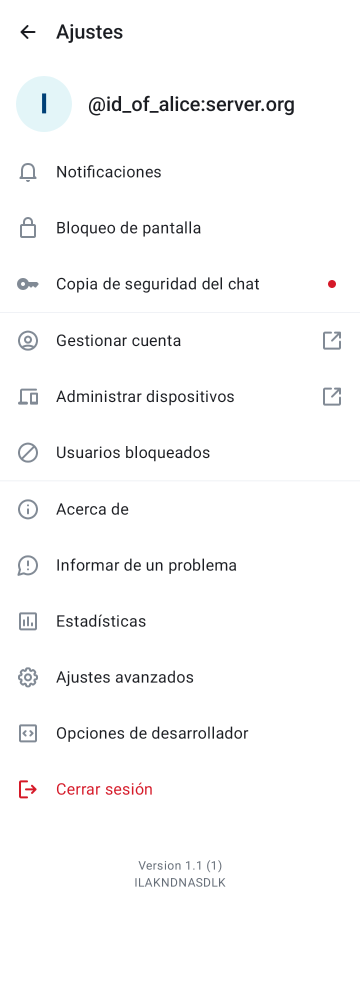 Ajustes
I
@id_of_alice:server.org
Notificaciones
Bloqueo de pantalla
Copia de seguridad del chat
Gestionar cuenta
Administrar dispositivos
Usuarios bloqueados
Acerca de
Informar de un problema
Estadísticas
Ajustes avanzados
Opciones de desarrollador
Cerrar sesión
Version 1.1 (1)
ILAKNDNASDLK